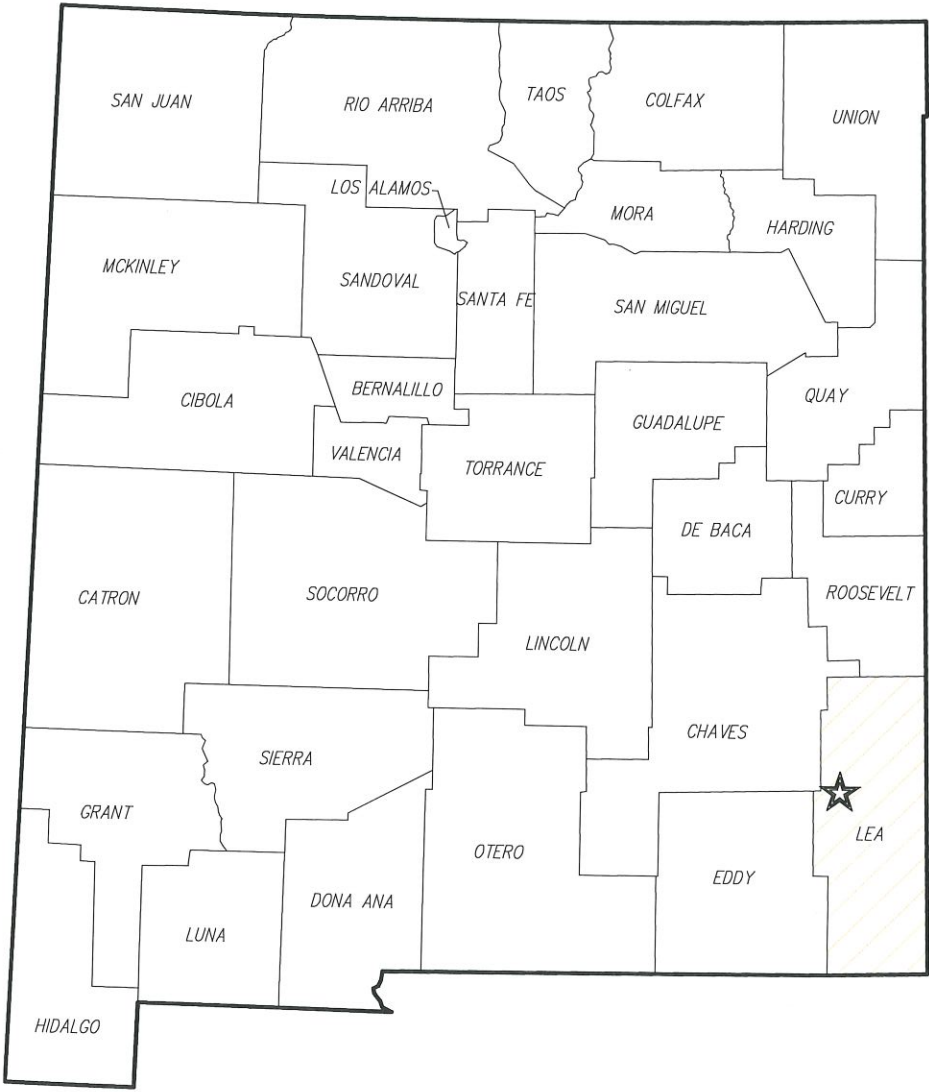 SAN JUAN
RIO ARRIBA
TAOS
COLFAX
UNION
LOS ALAMOS
MORA
HARDING
MCKINLEY
SANDOVAL
SANTA FE
SAN MIGUEL
BERNALILLO
CIBOLA
QUAY
GUADALUPE
VALENCIA
TORRANCE
CURRY
DE BACA
CATRON
SOCORRO
ROOSEVELT
LINCOLN
CHAVES
SIERRA
GRANT
LEA
OTERO
EDDY
DONA ANA
LUNA
HIDALGO